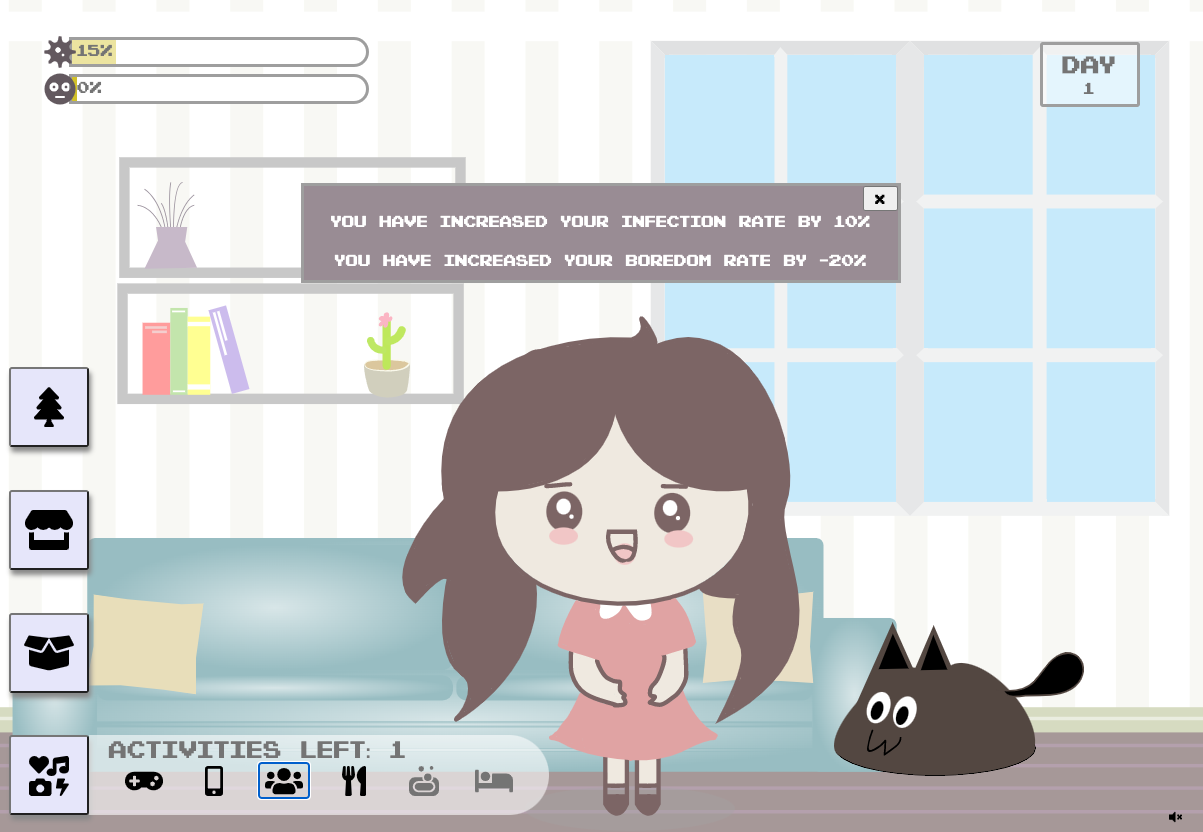 15%
0%
DAY
1
YOU HAVE INCREASED YOUR INFECTION RATE BY 10%
YOU HAVE INCREASED YOUR BOREDOM RATE BY -20%
ACTIVITIES LEFT: 1